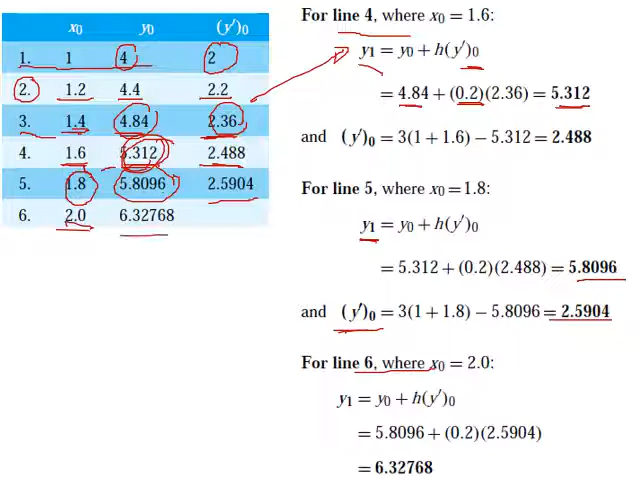 x₀ y₀ (y′)₀
1. 1 4 2
2. 1.2 4.4 2.2
3. 1.4 4.84 2.36
4. 1.6 5.312 2.488
5. 1.8 5.8096 2.5904
6. 2.0 6.32768
For line 4, where x₀ = 1.6:
y₁ = y₀ + h(y′)₀
= 4.84 + (0.2)(2.36) = 5.312
and (y′)₀ = 3(1 + 1.6) − 5.312 = 2.488
For line 5, where x₀ = 1.8:
y₁ = y₀ + h(y′)₀
= 5.312 + (0.2)(2.488) = 5.8096
and (y′)₀ = 3(1 + 1.8) − 5.8096 = 2.5904
For line 6, where x₀ = 2.0:
y₁ = y₀ + h(y′)₀
= 5.8096 + (0.2)(2.5904)
= 6.32768